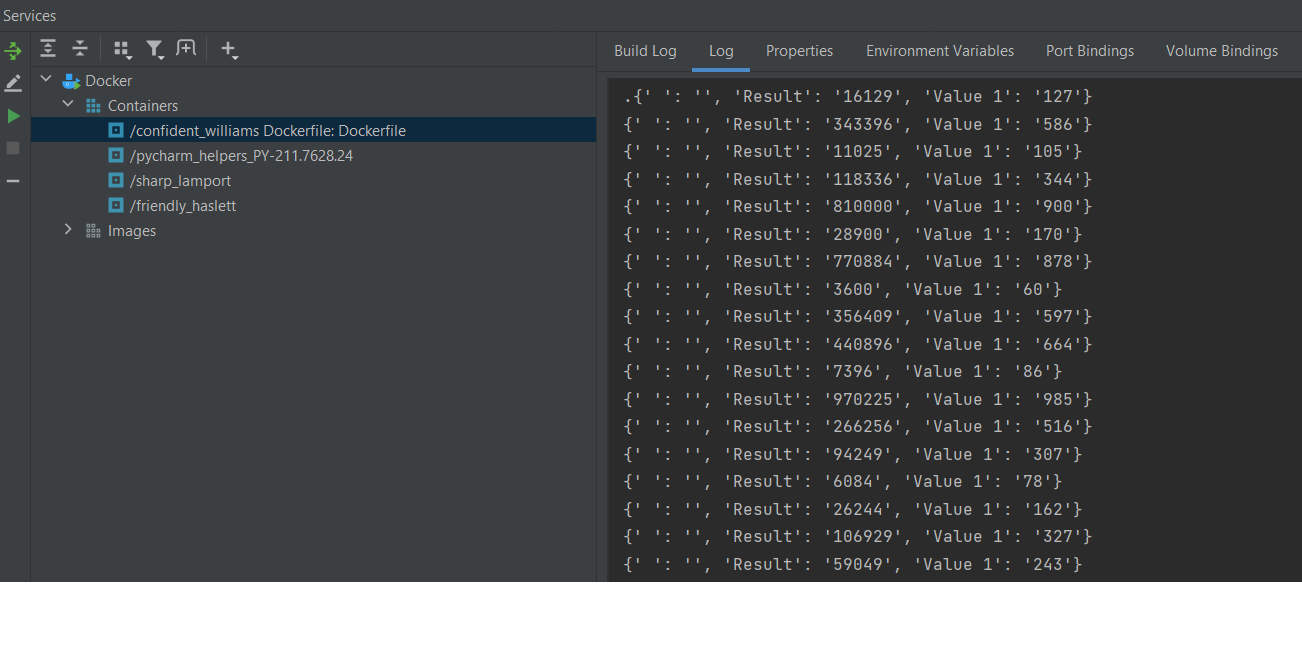 Services
Docker
Containers
/confident_williams Dockerfile: Dockerfile
/pycharm_helpers_PY-211.7628.24
/sharp_lamport
/friendly_haslett
Images
Build Log Log Properties Environment Variables Port Bindings Volume Bindings
.{' ': '', 'Result': '16129', 'Value 1': '127'}
{' ': '', 'Result': '343396', 'Value 1': '586'}
{' ': '', 'Result': '11025', 'Value 1': '105'}
{' ': '', 'Result': '118336', 'Value 1': '344'}
{' ': '', 'Result': '810000', 'Value 1': '900'}
{' ': '', 'Result': '28900', 'Value 1': '170'}
{' ': '', 'Result': '770884', 'Value 1': '878'}
{' ': '', 'Result': '3600', 'Value 1': '60'}
{' ': '', 'Result': '356409', 'Value 1': '597'}
{' ': '', 'Result': '440896', 'Value 1': '664'}
{' ': '', 'Result': '7396', 'Value 1': '86'}
{' ': '', 'Result': '970225', 'Value 1': '985'}
{' ': '', 'Result': '266256', 'Value 1': '516'}
{' ': '', 'Result': '94249', 'Value 1': '307'}
{' ': '', 'Result': '6084', 'Value 1': '78'}
{' ': '', 'Result': '26244', 'Value 1': '162'}
{' ': '', 'Result': '106929', 'Value 1': '327'}
{' ': '', 'Result': '59049', 'Value 1': '243'}